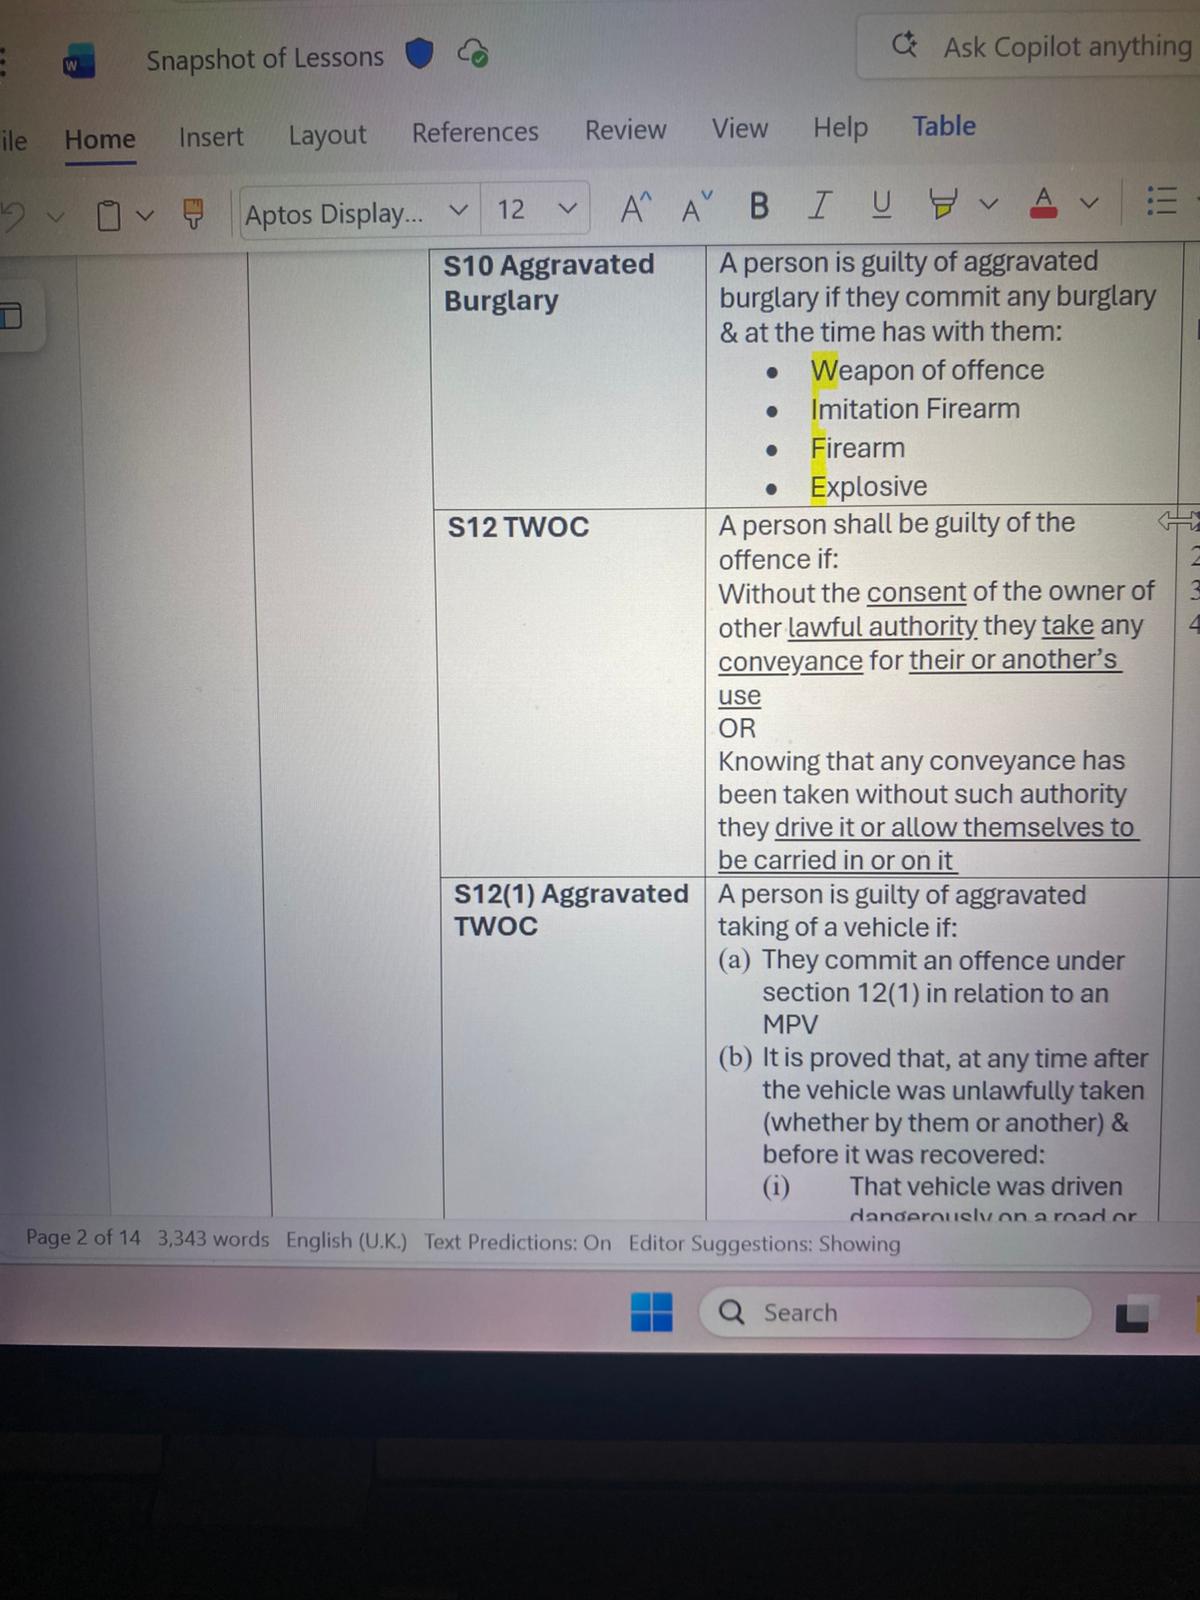 W Snapshot of Lessons
Ask Copilot anything
ile Home Insert Layout References Review View Help Table
Aptos Display... 12 A A B I U A
S10 Aggravated
Burglary
A person is guilty of aggravated
burglary if they commit any burglary
& at the time has with them:
• Weapon of offence
• Imitation Firearm
• Firearm
• Explosive
S12 TWOC
A person shall be guilty of the
offence if:
Without the consent of the owner of
other lawful authority they take any
conveyance for their or another's
use
OR
Knowing that any conveyance has
been taken without such authority
they drive it or allow themselves to
be carried in or on it
2
3
4
S12(1) Aggravated
TWOC
A person is guilty of aggravated
taking of a vehicle if:
(a) They commit an offence under
section 12(1) in relation to an
MPV
(b) It is proved that, at any time after
the vehicle was unlawfully taken
(whether by them or another) &
before it was recovered:
(i) That vehicle was driven
dangerously on a road or
Page 2 of 14 3,343 words English (U.K.) Text Predictions: On Editor Suggestions: Showing
Search